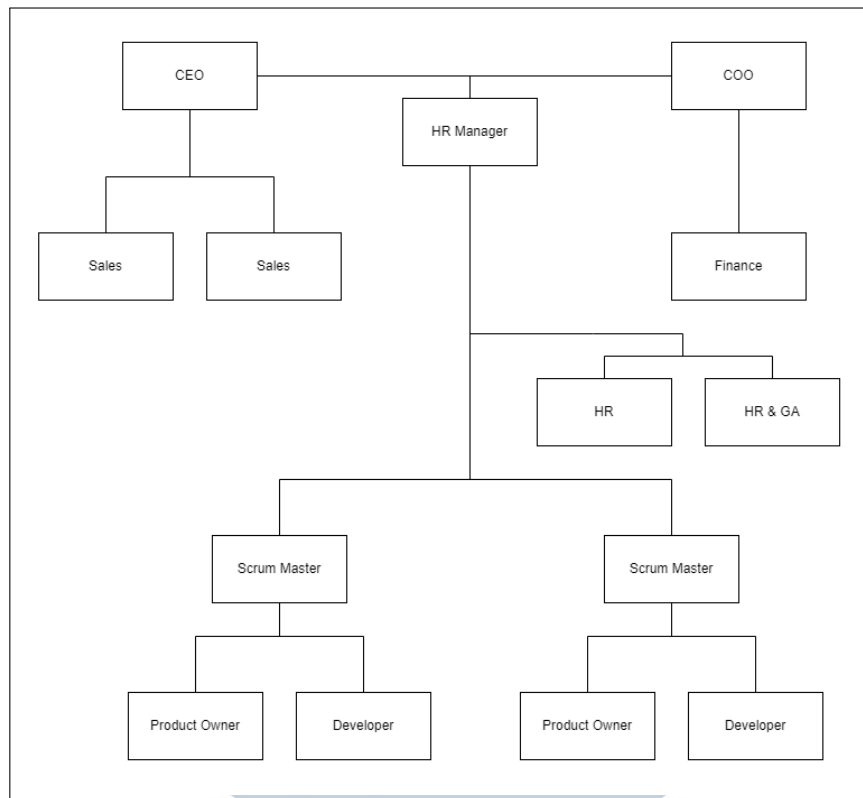 CEO
COO
HR Manager
Sales
Sales
Finance
HR
HR & GA
Scrum Master
Scrum Master
Product Owner
Developer
Product Owner
Developer